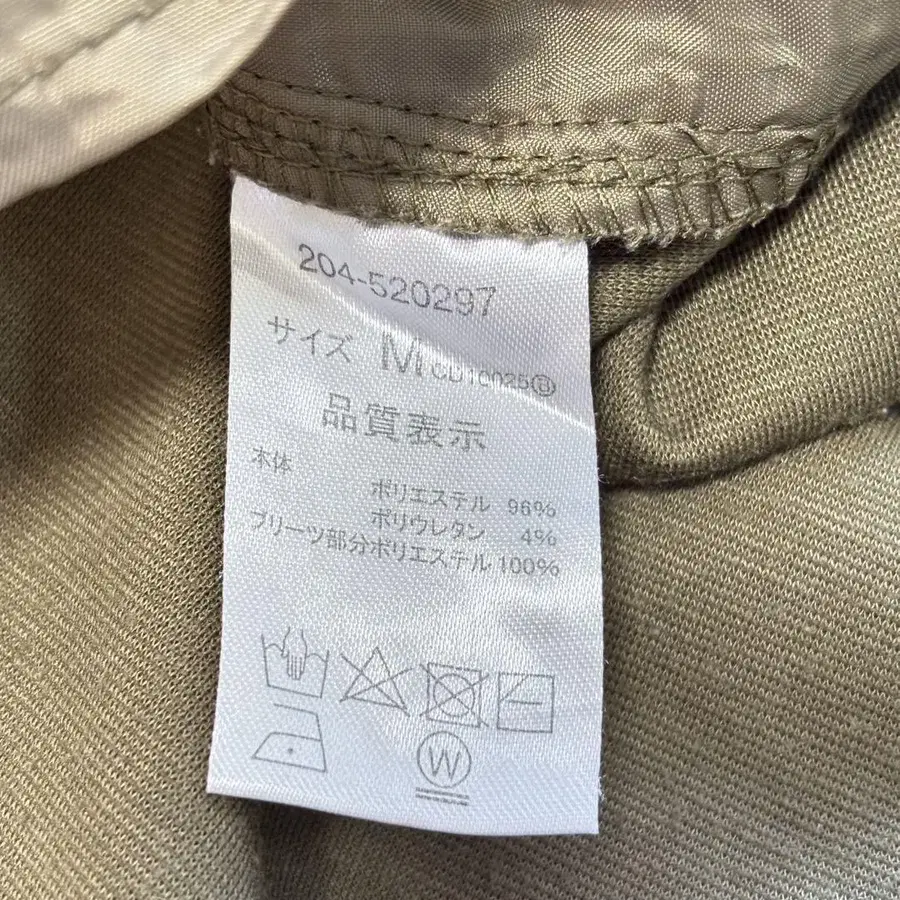 204-520297
サイズ M CD16025Ⓑ
品質表示
本体
ポリエステル 96%
ポリウレタン 4%
プリーツ部分ポリエステル 100%
W